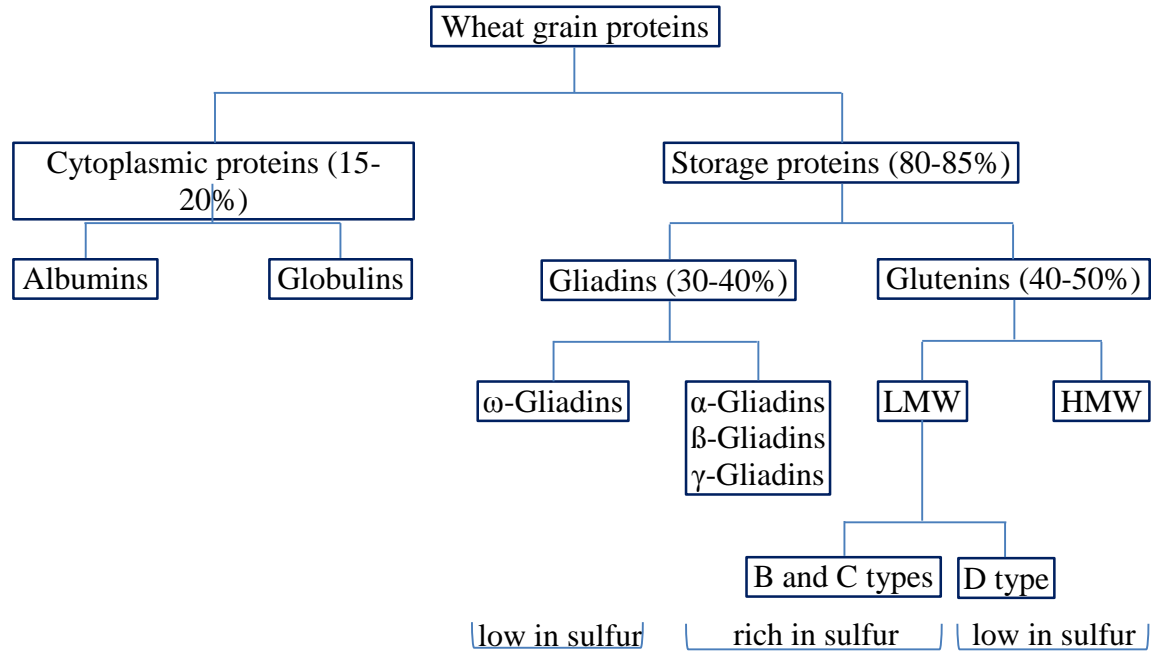 Wheat grain proteins
Cytoplasmic proteins (15-
20%)
Storage proteins (80-85%)
Albumins
Globulins
Gliadins (30-40%)
Glutenins (40-50%)
ω-Gliadins
α-Gliadins
ß-Gliadins
γ-Gliadins
LMW
HMW
B and C types
D type
low in sulfur
rich in sulfur
low in sulfur